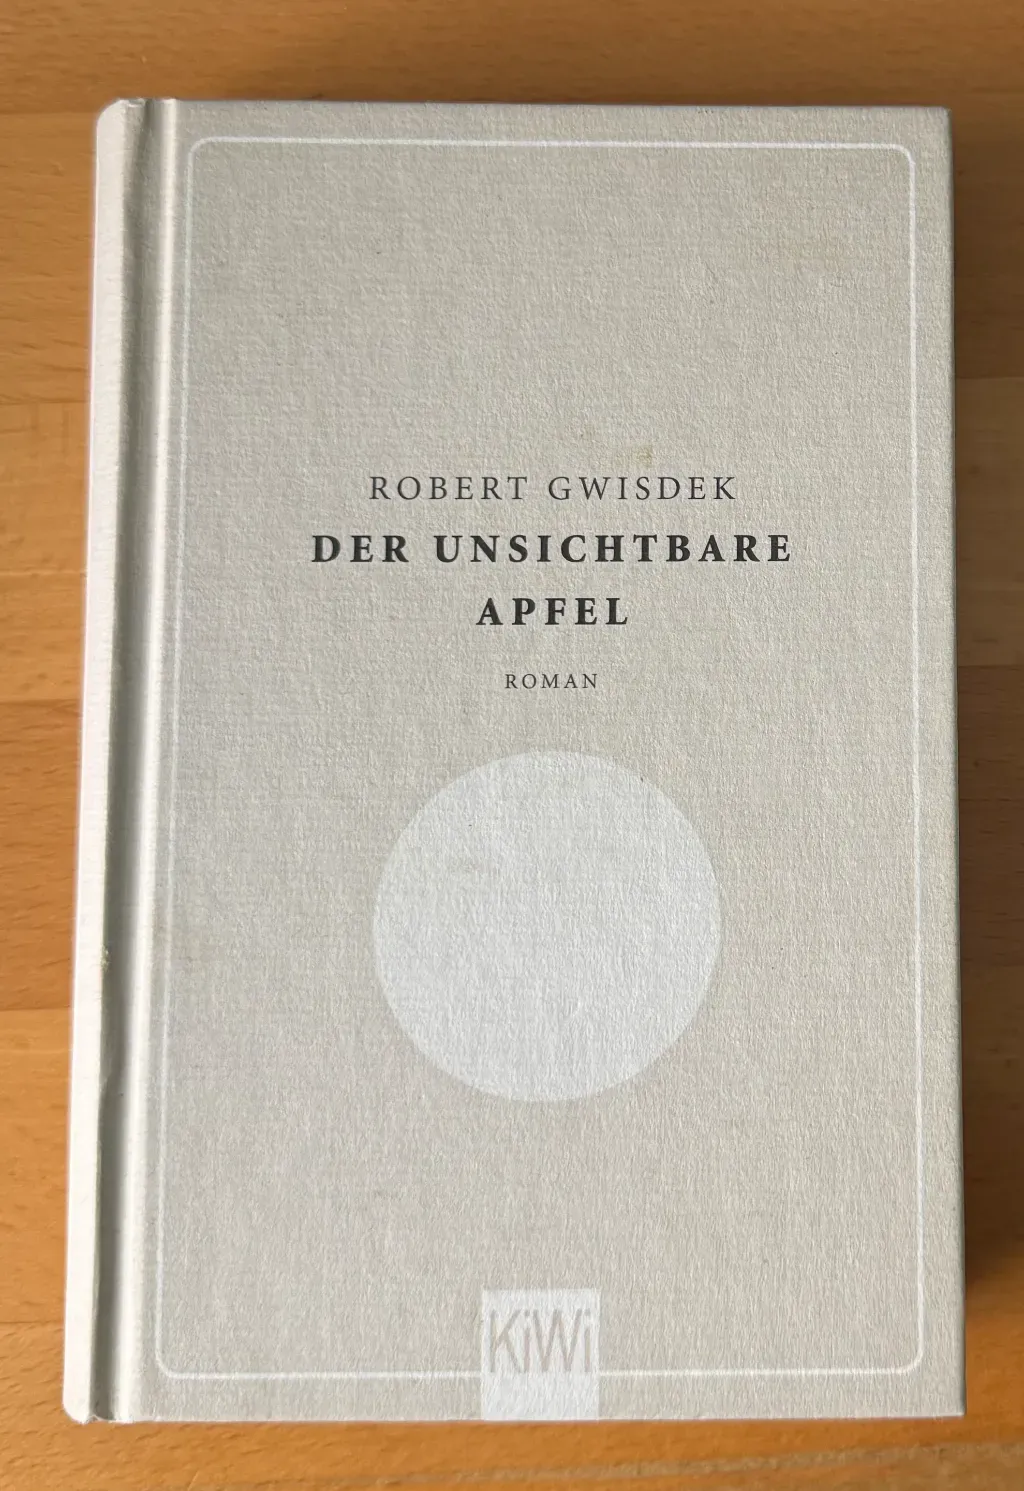 ROBERT GWISDEK
DER UNSICHTBARE
APFEL
ROMAN
KiWi